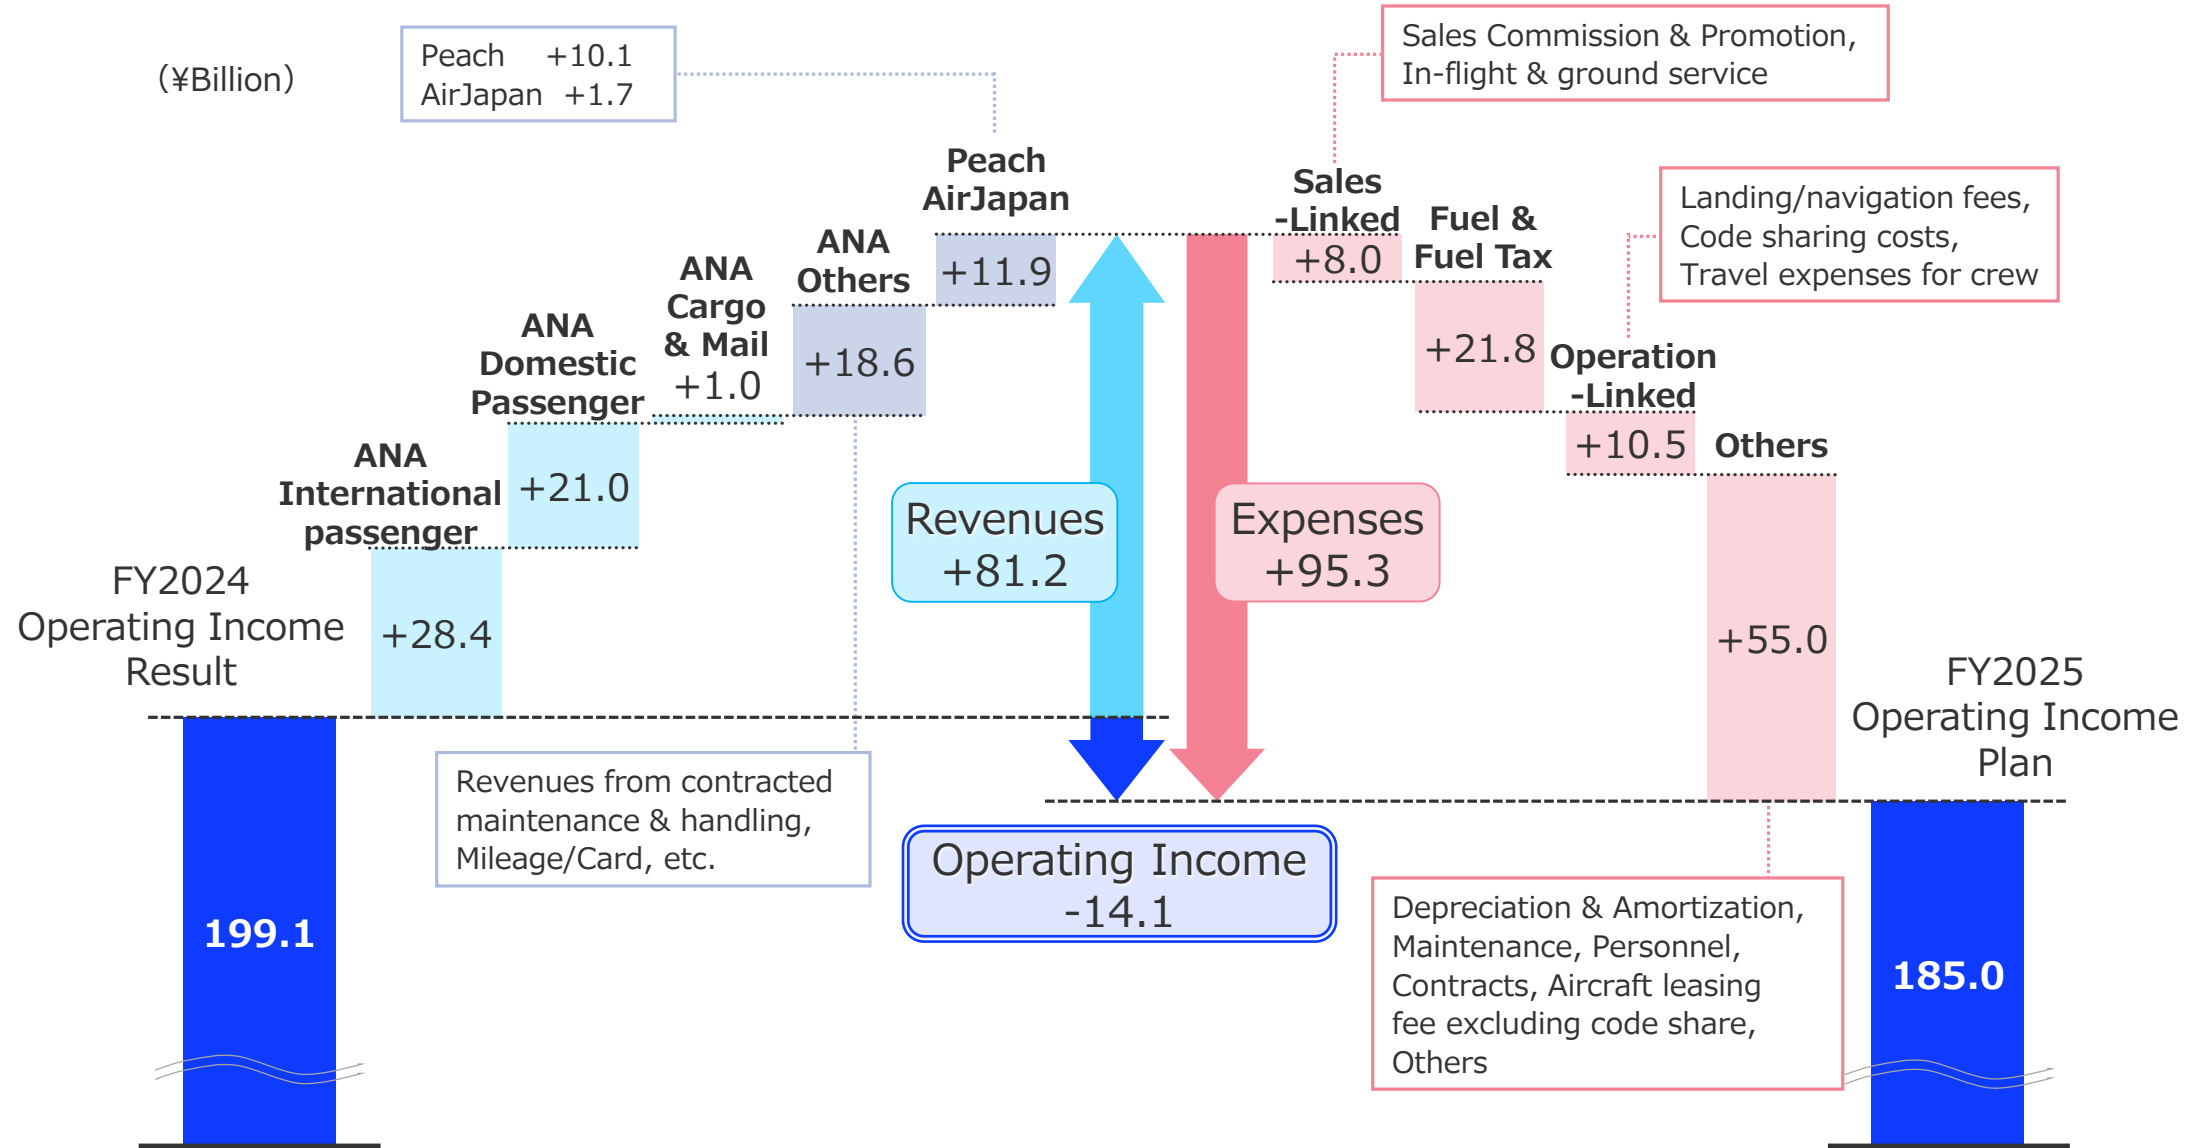 （¥Billion）
Peach +10.1
AirJapan +1.7
Sales Commission & Promotion,
In-flight & ground service
Peach
AirJapan
+11.9
ANA
Others
+18.6
ANA
Cargo
& Mail
+1.0
ANA
Domestic
Passenger
+21.0
ANA
International
passenger
+28.4
FY2024
Operating Income
Result
199.1
Revenues from contracted
maintenance & handling,
Mileage/Card, etc.
Revenues
+81.2
Expenses
+95.3
Operating Income
-14.1
Sales
-Linked
+8.0
Fuel &
Fuel Tax
+21.8
Landing/navigation fees,
Code sharing costs,
Travel expenses for crew
Operation
-Linked
+10.5
Others
+55.0
Depreciation & Amortization,
Maintenance, Personnel,
Contracts, Aircraft leasing
fee excluding code share,
Others
FY2025
Operating Income
Plan
185.0